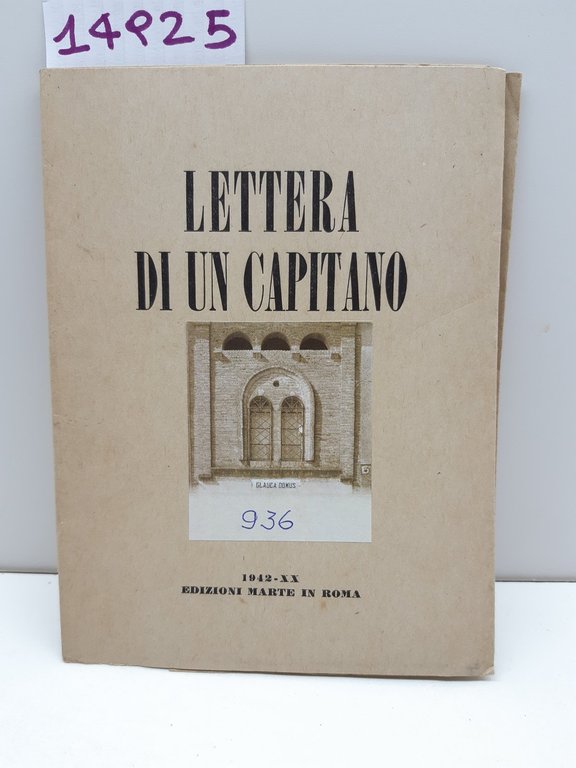 14925
LETTERA
DI UN CAPITANO
GLAUCA DOMUS
936
1942-XX
EDIZIONI MARTE IN ROMA